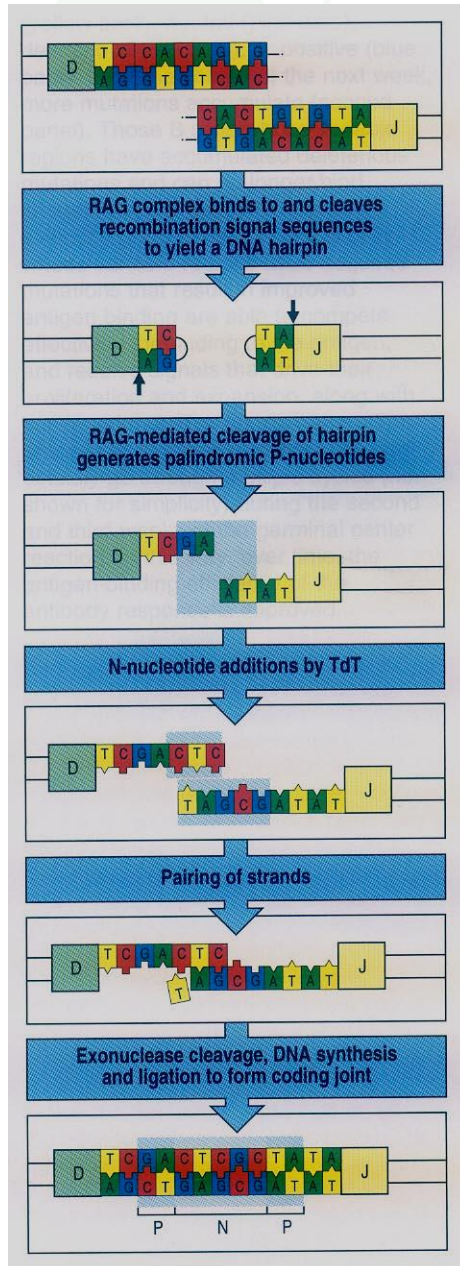 D T C C A C A G T G
A G G T G T C A C
C A C T G T G T A J
G T G A C A C A T
RAG complex binds to and cleaves
recombination signal sequences
to yield a DNA hairpin
D T C T A J
A G A T
RAG-mediated cleavage of hairpin
generates palindromic P-nucleotides
D T C G A
A T A T J
N-nucleotide additions by TdT
D T C G A C T C
T A G C G A T A T J
Pairing of strands
D T C G A C T C
T A G C G A T A T J
Exonuclease cleavage, DNA synthesis
and ligation to form coding joint
D T C G A C T C G C T A T A J
A G C T G A G C G A T A T
P N P